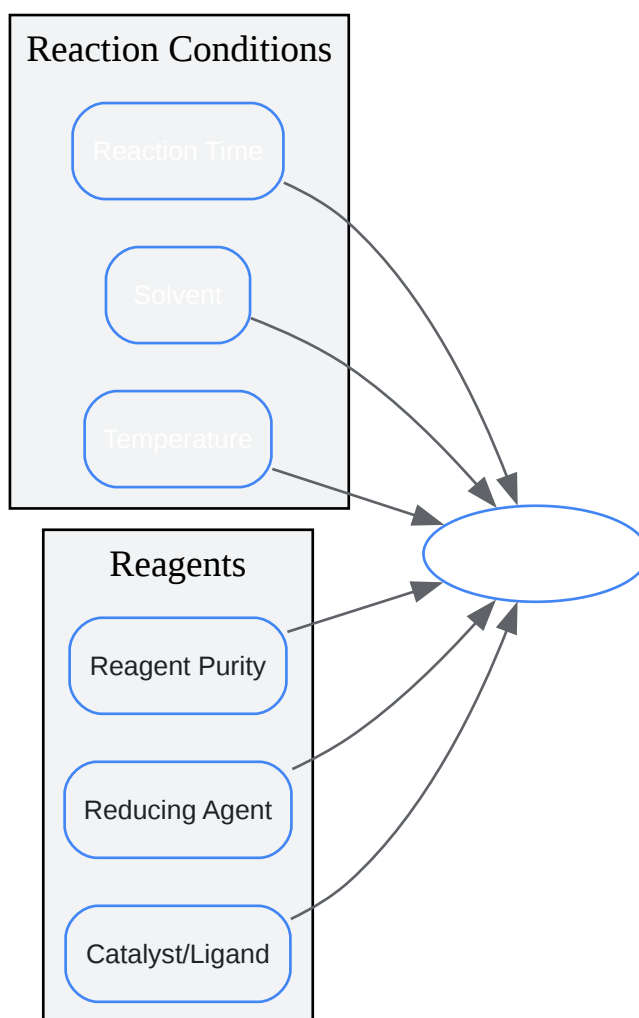 Reaction Conditions
Reaction Time
Solvent
Temperature
Reagents
Reagent Purity
Reducing Agent
Catalyst/Ligand